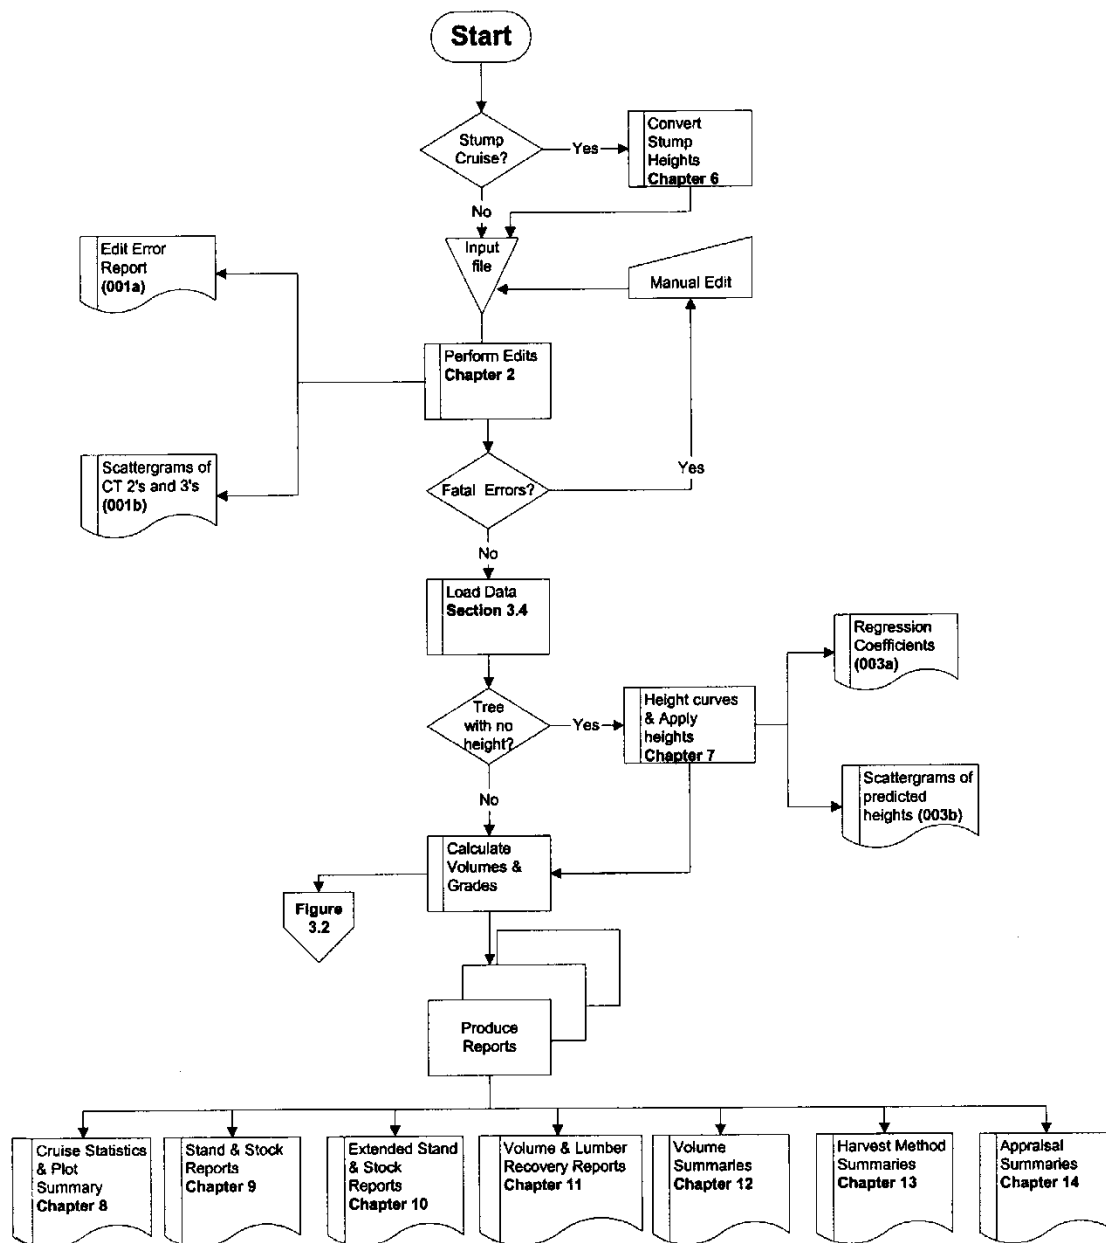 Start
Stump
Cruise?
Yes
Convert
Stump
Heights
Chapter 6
No
Input
file
Manual Edit
Edit Error
Report
(001a)
Perform Edits
Chapter 2
Scattergrams of
CT 2's and 3's
(001b)
Yes
Fatal Errors?
No
Load Data
Section 3.4
Regression
Coefficients
(003a)
Tree
with no
height?
Yes
Height curves
& Apply
heights
Chapter 7
Scattergrams of
predicted
heights (003b)
No
Calculate
Volumes &
Grades
Figure
3.2
Produce
Reports
Cruise Statistics
& Plot
Summary
Chapter 8
Stand & Stock
Reports
Chapter 9
Extended Stand
& Stock
Reports
Chapter 10
Volume & Lumber
Recovery Reports
Chapter 11
Volume
Summaries
Chapter 12
Harvest Method
Summaries
Chapter 13
Appraisal
Summaries
Chapter 14